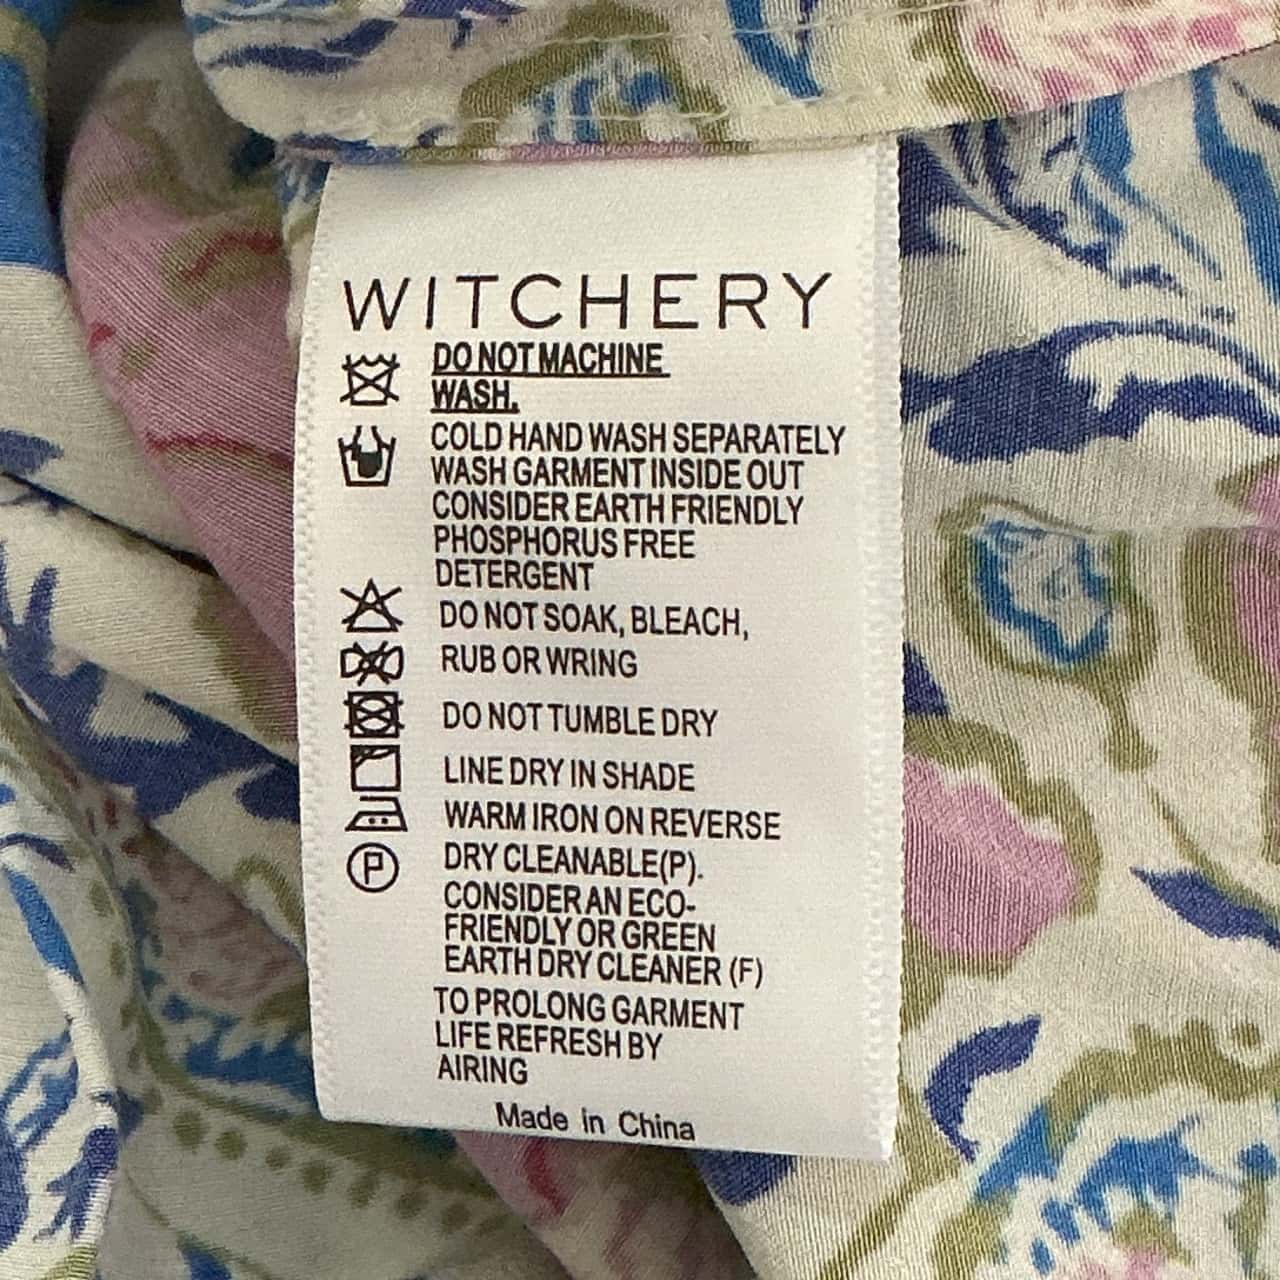 WITCHERY
DO NOT MACHINE
WASH.
COLD HAND WASH SEPARATELY
WASH GARMENT INSIDE OUT
CONSIDER EARTH FRIENDLY
PHOSPHORUS FREE
DETERGENT
DO NOT SOAK, BLEACH,
RUB OR WRING
DO NOT TUMBLE DRY
LINE DRY IN SHADE
WARM IRON ON REVERSE
P
DRY CLEANABLE(P).
CONSIDER AN ECO-
FRIENDLY OR GREEN
EARTH DRY CLEANER (F)
TO PROLONG GARMENT
LIFE REFRESH BY
AIRING
Made in China